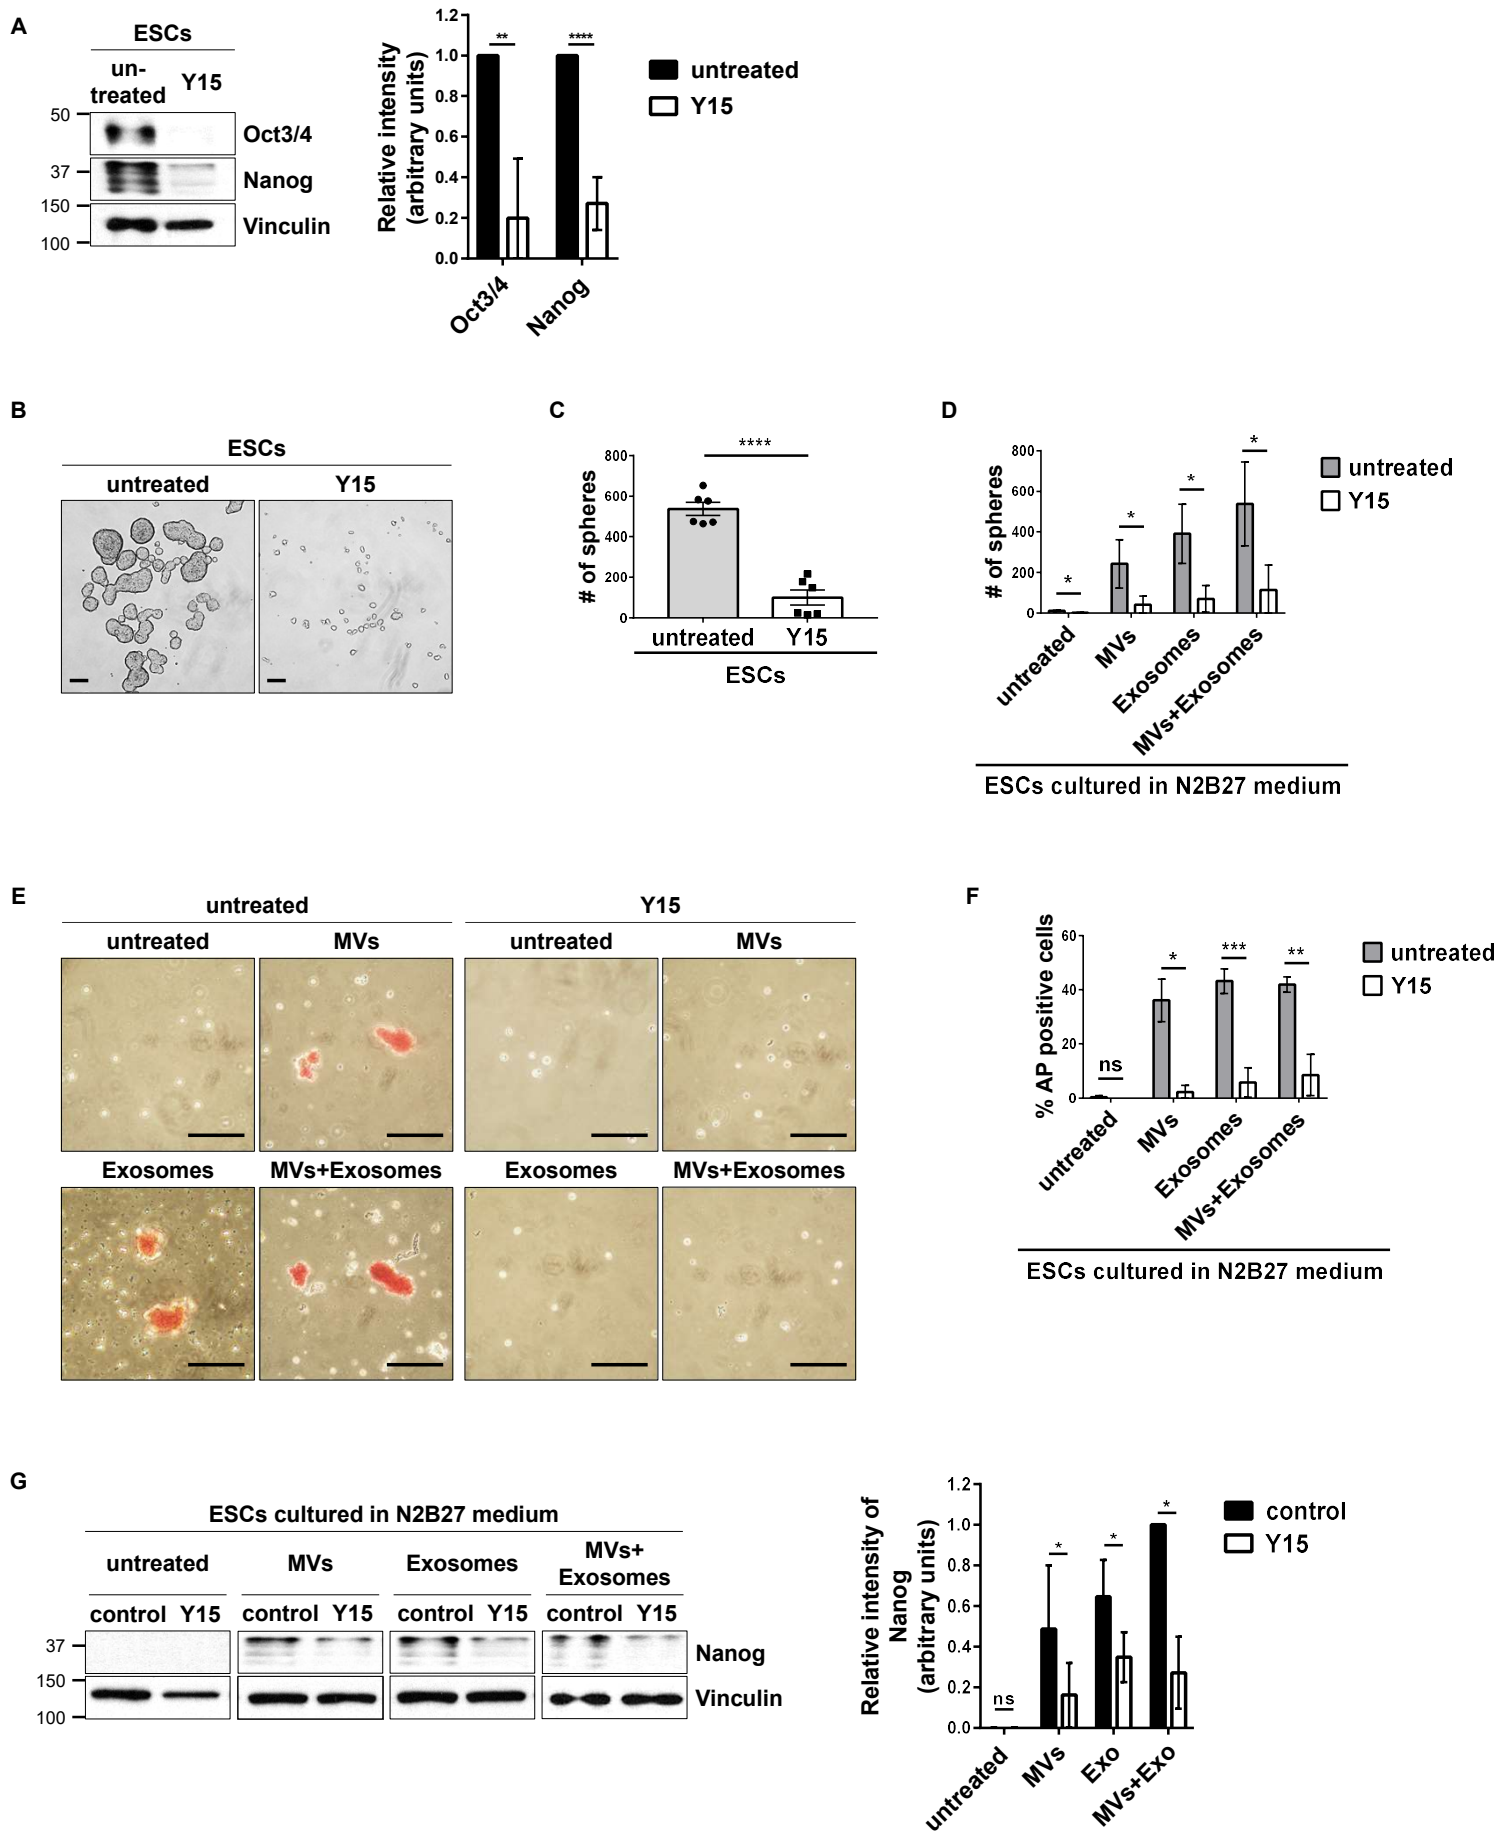 A
ESCs
un-
treated
Y15
50
37
150
100
Oct3/4
Nanog
Vinculin
Relative intensity
(arbitrary units)
1.2
1.0
0.8
0.6
0.4
0.2
0.0
**
****
Oct3/4
Nanog
untreated
Y15
B
ESCs
untreated
Y15
C
# of spheres
800
600
400
200
0
****
untreated
Y15
ESCs
D
# of spheres
800
600
400
200
0
*
*
*
*
untreated
MVs
Exosomes
MVs+Exosomes
ESCs cultured in N2B27 medium
untreated
Y15
E
untreated
Y15
untreated
MVs
untreated
MVs
Exosomes
MVs+Exosomes
Exosomes
MVs+Exosomes
F
% AP positive cells
60
40
20
0
ns
*
***
**
untreated
MVs
Exosomes
MVs+Exosomes
ESCs cultured in N2B27 medium
untreated
Y15
G
ESCs cultured in N2B27 medium
untreated
MVs
Exosomes
MVs+
Exosomes
control Y15
control Y15
control Y15
control Y15
37
150
100
Nanog
Vinculin
Relative intensity of
Nanog
(arbitrary units)
1.2
1.0
0.8
0.6
0.4
0.2
0.0
ns
*
*
*
untreated
MVs
Exo
MVs+Exo
control
Y15